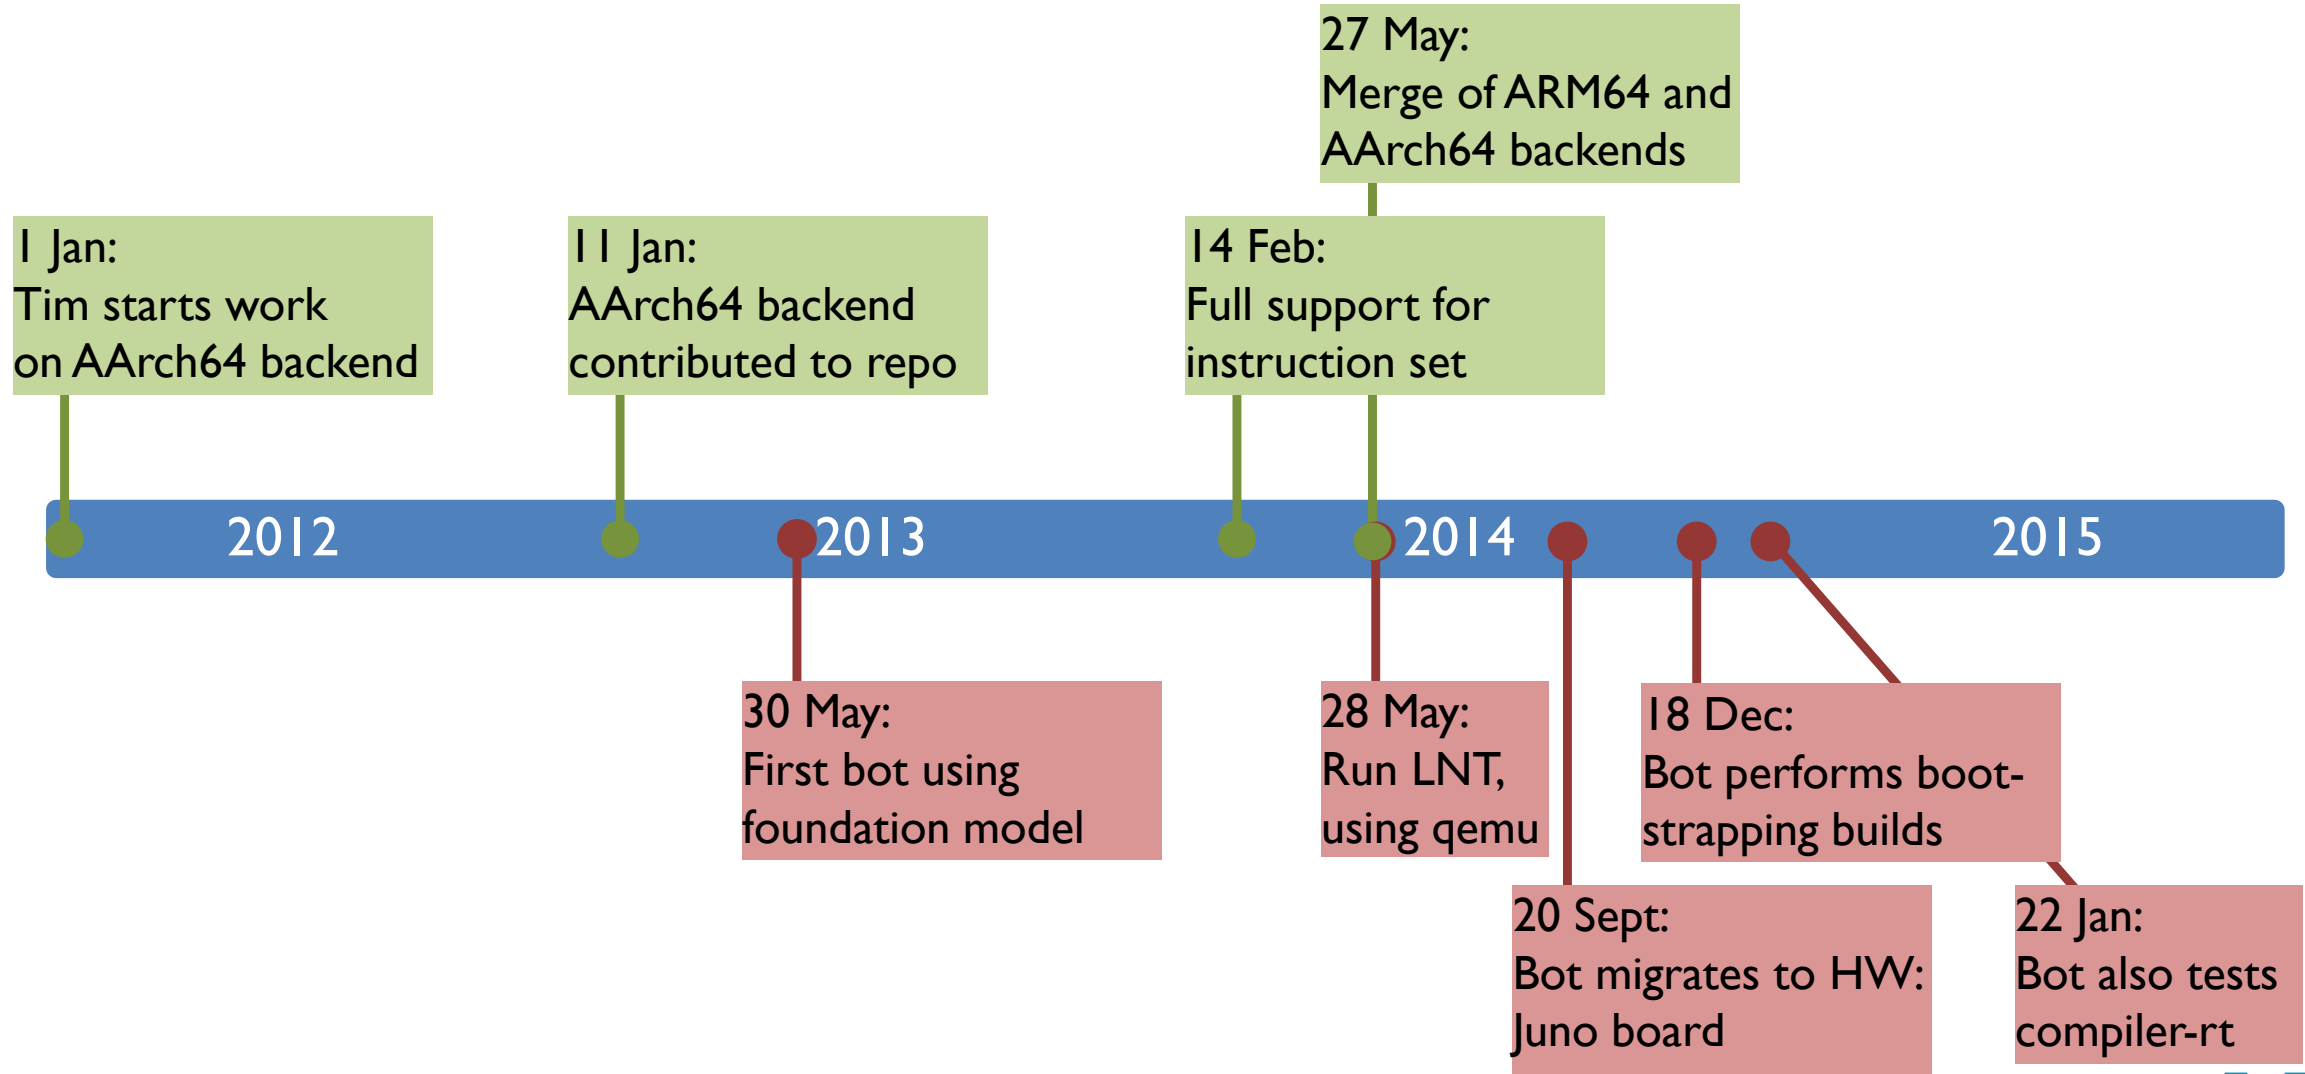 27 May:
Merge of ARM64 and
AArch64 backends
1 Jan:
Tim starts work
on AArch64 backend
11 Jan:
AArch64 backend
contributed to repo
14 Feb:
Full support for
instruction set
2012
2013
2014
2015
30 May:
First bot using
foundation model
28 May:
Run LNT,
using qemu
18 Dec:
Bot performs boot-
strapping builds
20 Sept:
Bot migrates to HW:
Juno board
22 Jan:
Bot also tests
compiler-rt